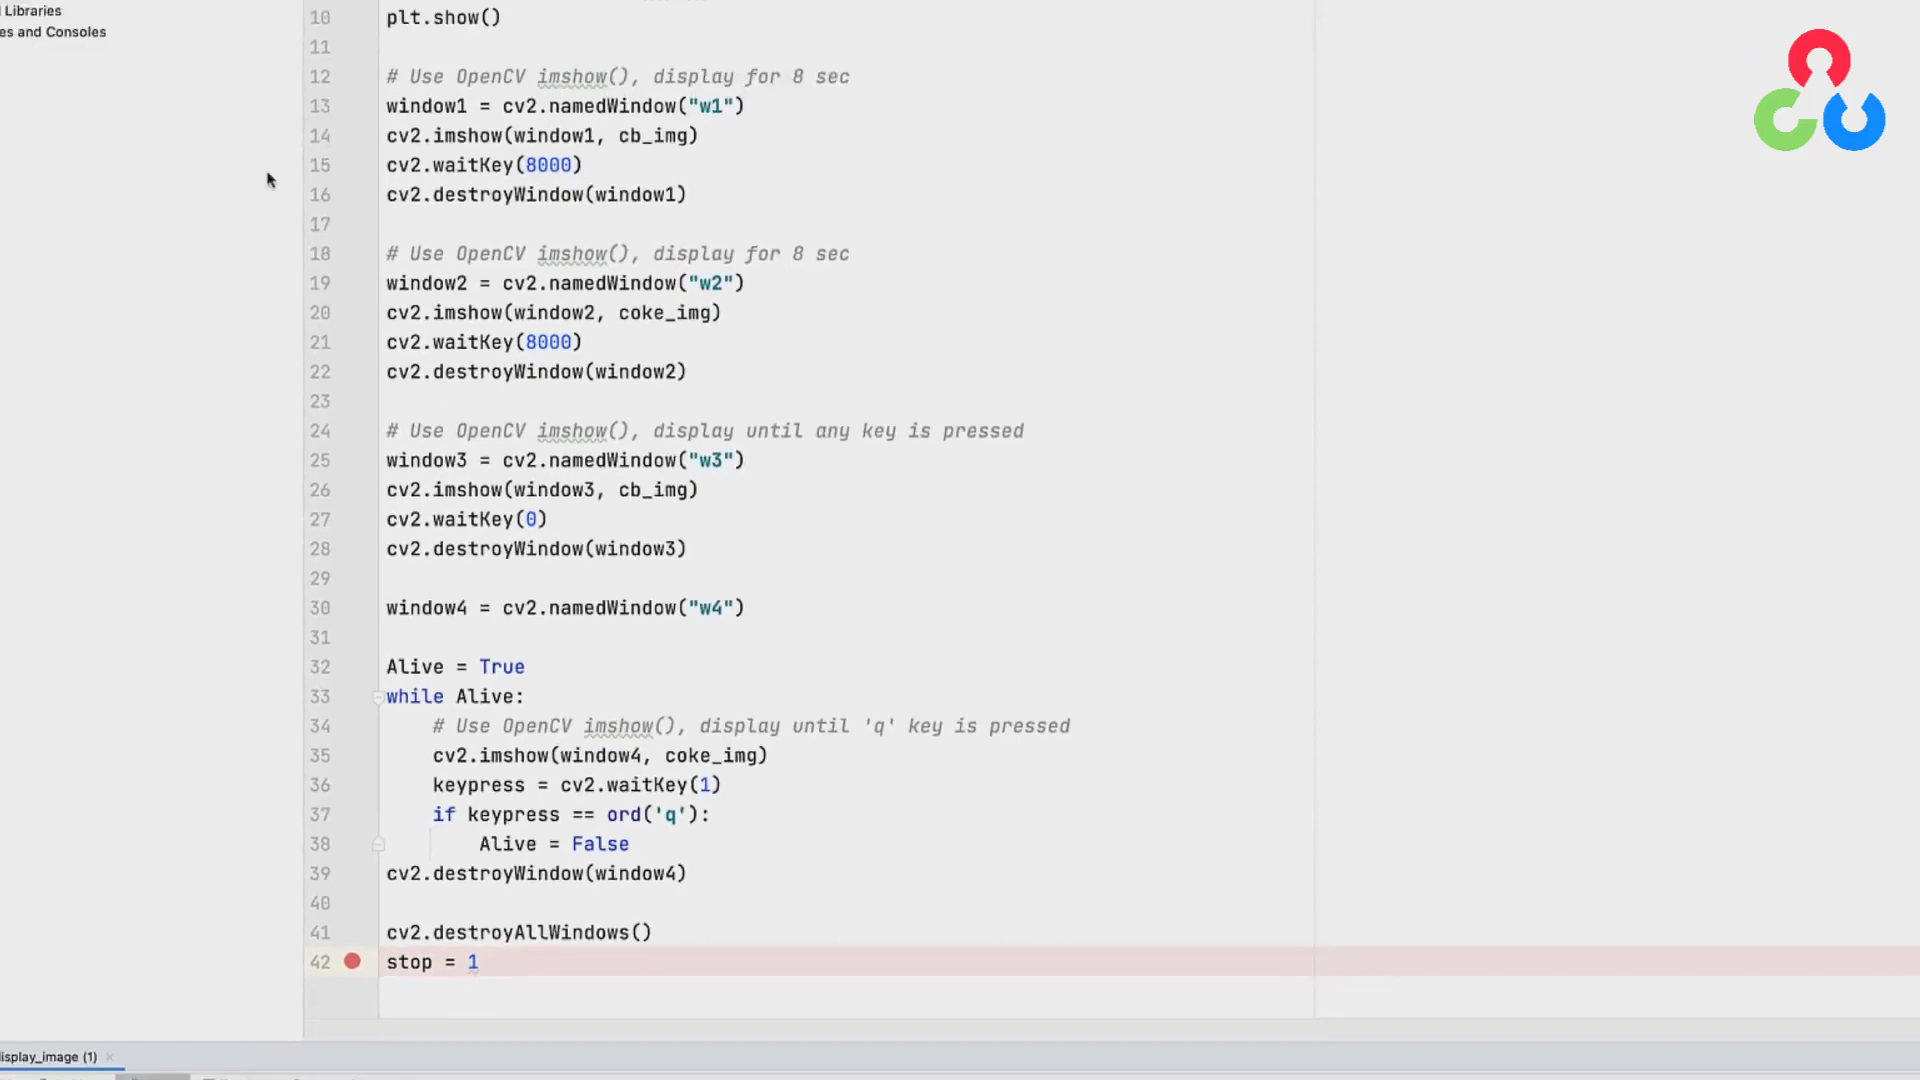 Libraries
es and Consoles
10 plt.show()
11
12 # Use OpenCV imshow(), display for 8 sec
13 window1 = cv2.namedWindow("w1")
14 cv2.imshow(window1, cb_img)
15 cv2.waitKey(8000)
16 cv2.destroyWindow(window1)
17
18 # Use OpenCV imshow(), display for 8 sec
19 window2 = cv2.namedWindow("w2")
20 cv2.imshow(window2, coke_img)
21 cv2.waitKey(8000)
22 cv2.destroyWindow(window2)
23
24 # Use OpenCV imshow(), display until any key is pressed
25 window3 = cv2.namedWindow("w3")
26 cv2.imshow(window3, cb_img)
27 cv2.waitKey(0)
28 cv2.destroyWindow(window3)
29
30 window4 = cv2.namedWindow("w4")
31
32 Alive = True
33 while Alive:
34 # Use OpenCV imshow(), display until 'q' key is pressed
35 cv2.imshow(window4, coke_img)
36 keypress = cv2.waitKey(1)
37 if keypress == ord('q'):
38 Alive = False
39 cv2.destroyWindow(window4)
40
41 cv2.destroyAllWindows()
42 stop = 1
isplay_image (1)